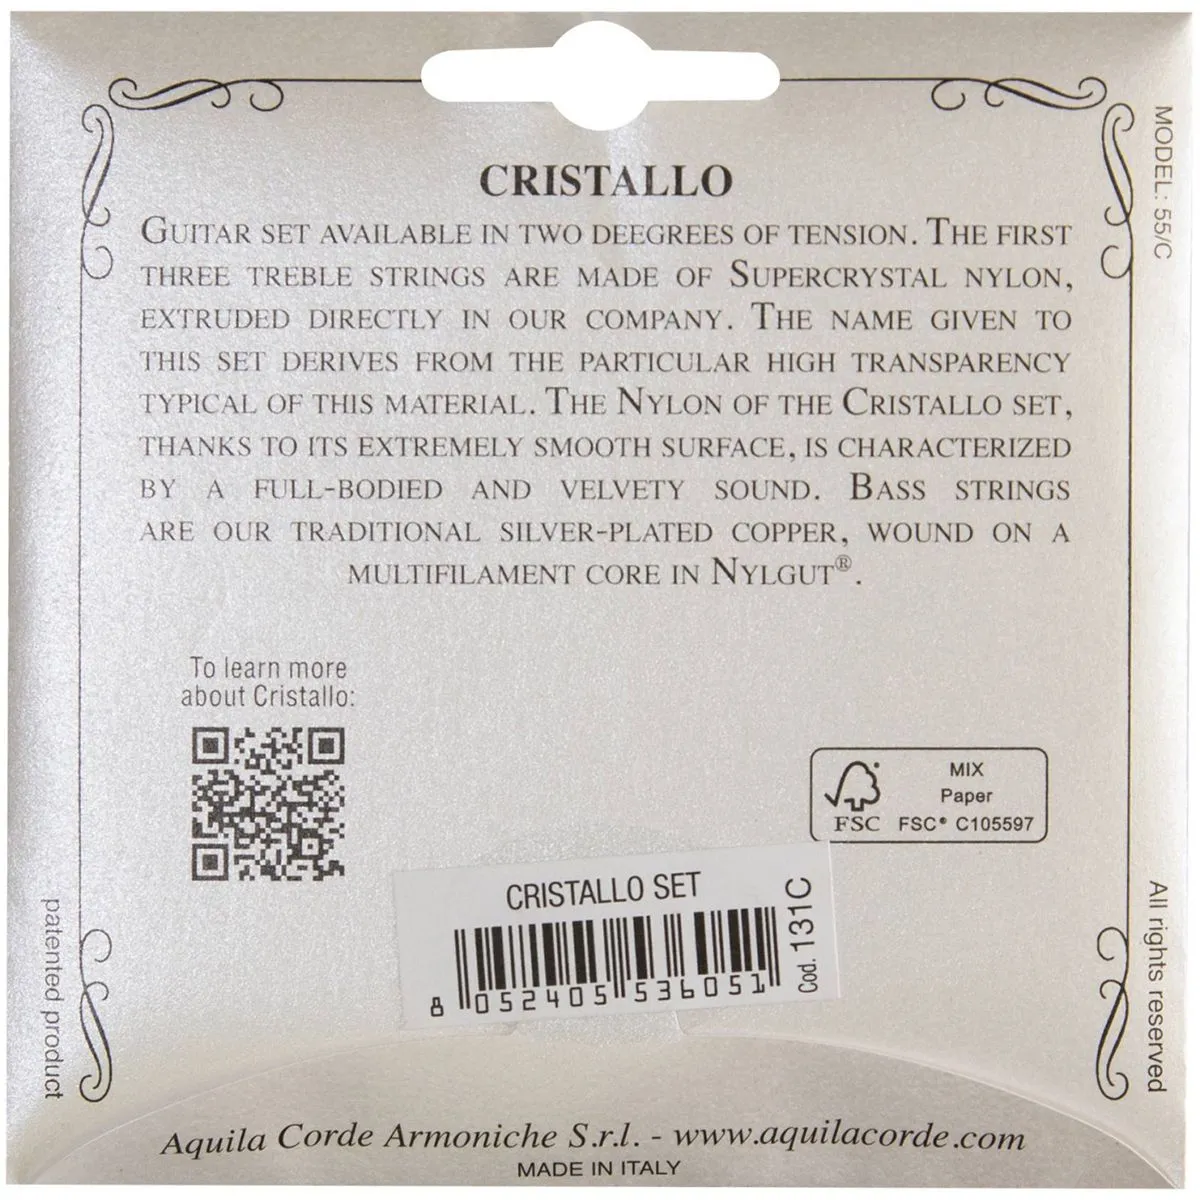 CRISTALLO
GUITAR SET AVAILABLE IN TWO DEEGREES OF TENSION. THE FIRST
THREE TREBLE STRINGS ARE MADE OF SUPERCRYSTAL NYLON,
EXTRUDED DIRECTLY IN OUR COMPANY. THE NAME GIVEN TO
THIS SET DERIVES FROM THE PARTICULAR HIGH TRANSPARENCY
TYPICAL OF THIS MATERIAL. THE NYLON OF THE CRISTALLO SET,
THANKS TO ITS EXTREMELY SMOOTH SURFACE, IS CHARACTERIZED
BY A FULL-BODIED AND VELVETY SOUND. BASS STRINGS
ARE OUR TRADITIONAL SILVER-PLATED COPPER, WOUND ON A
MULTIFILAMENT CORE IN NYLGUT®.
MODEL: 55/C
To learn more
about Cristallo:
MIX
Paper
FSC
FSC® C105597
CRISTALLO SET
8 052405 536051
Cod. 131C
patented product
All rights reserved
Aquila Corde Armoniche S.r.l. - www.aquilacorde.com
MADE IN ITALY